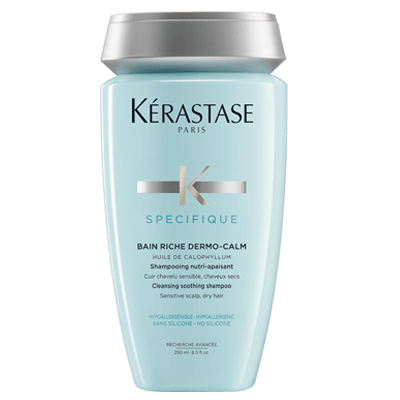 KÉRASTASE
PARIS
K
SPECIFIQUE
BAIN RICHE DERMO-CALM
HUILE DE CALOPHYLLUM
Shampooing nutri-apaisant
Cuir chevelu sensible, cheveux secs
Cleansing soothing shampoo
Sensitive scalp, dry hair
HYPOALLERGÉNIQUE - HYPOALLERGENIC
SANS SILICONE - NO SILICONE
RECHERCHE AVANCÉE
250 ml 8.5 fl.oz